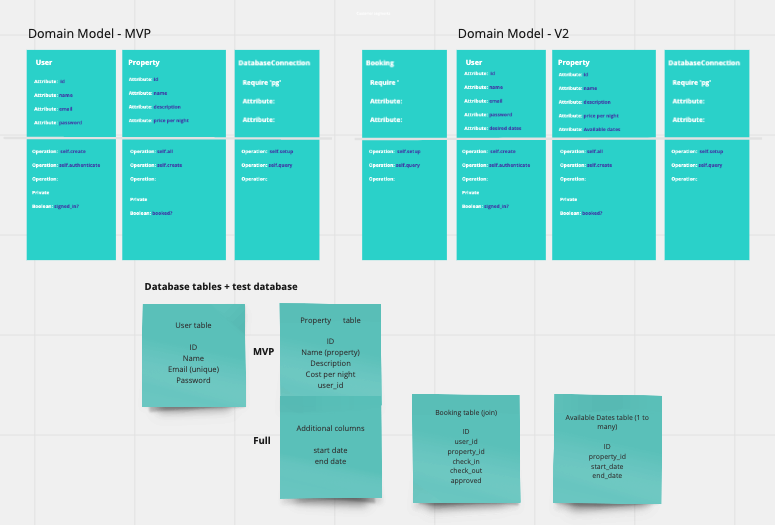 Domain Model - MVP
User
Attribute: id
Attribute: name
Attribute: email
Attribute: password
Operation: self.create
Operation: self.authenticate
Operation:
Private
Boolean: signed_in?
Property
Attribute: id
Attribute: name
Attribute: description
Attribute: price per night
Operation: self.all
Operation: self.create
Operation:
Private
Boolean: booked?
DatabaseConnection
Require 'pg'
Attribute:
Attribute:
Operation: self.setup
Operation: self.query
Operation:
Domain Model - V2
Booking
Require '
Attribute:
Attribute:
Operation: self.setup
Operation: self.query
Operation:
User
Attribute: id
Attribute: name
Attribute: email
Attribute: password
Attribute: desired dates
Operation: self.create
Operation: self.authenticate
Operation:
Private
Boolean: signed_in?
Property
Attribute: id
Attribute: name
Attribute: description
Attribute: price per night
Attribute: available dates
Operation: self.all
Operation: self.create
Operation:
Private
Boolean: booked?
DatabaseConnection
Require 'pg'
Attribute:
Attribute:
Operation: self.setup
Operation: self.query
Operation:
Database tables + test database
User table
ID
Name
Email (unique)
Password
MVP
Property table
ID
Name (property)
Description
Cost per night
user_id
Full
Additional columns
start date
end date
Booking table (join)
ID
user_id
property_id
check_in
check_out
approved
Available Dates table (1 to
many)
ID
property_id
start_date
end_date